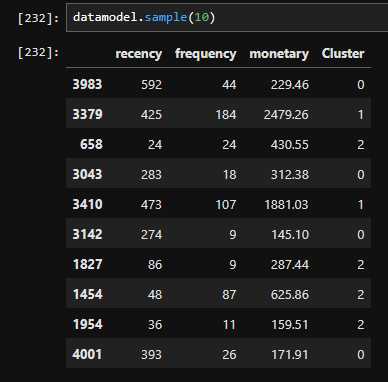 [232]: datamodel.sample(10)
[232]: recency frequency monetary Cluster
3983 592 44 229.46 0
3379 425 184 2479.26 1
658 24 24 430.55 2
3043 283 18 312.38 0
3410 473 107 1881.03 1
3142 274 9 145.10 0
1827 86 9 287.44 2
1454 48 87 625.86 2
1954 36 11 159.51 2
4001 393 26 171.91 0